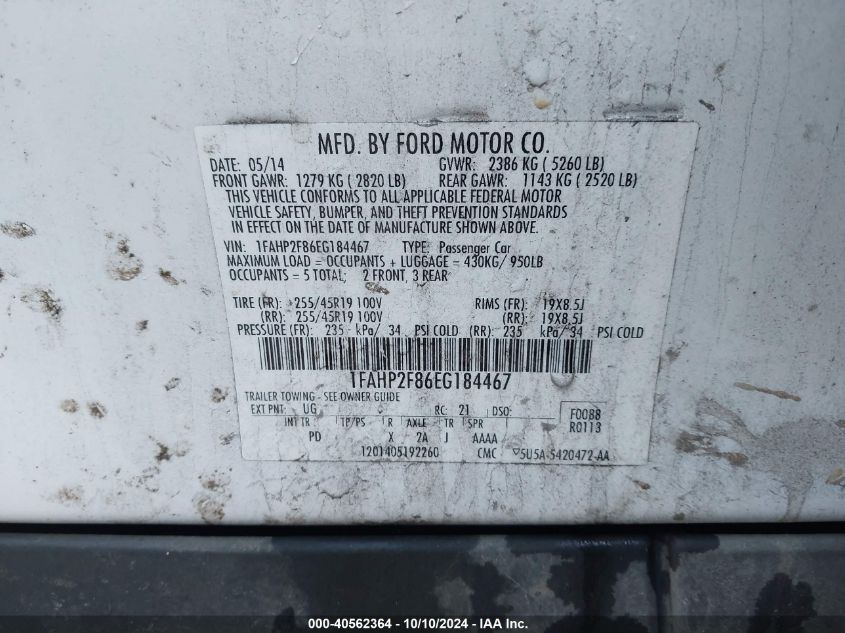 MFD. BY FORD MOTOR CO.
DATE: 05/14 GVWR: 2386 KG ( 5260 LB)
FRONT GAWR: 1279 KG ( 2820 LB) REAR GAWR: 1143 KG ( 2520 LB)
THIS VEHICLE CONFORMS TO ALL APPLICABLE FEDERAL MOTOR
VEHICLE SAFETY, BUMPER, AND THEFT PREVENTION STANDARDS
IN EFFECT ON THE DATE OF MANUFACTURE SHOWN ABOVE.
VIN: 1FAHP2F86EG184467 TYPE: Passenger Car
MAXIMUM LOAD = OCCUPANTS + LUGGAGE = 430KG/ 950LB
OCCUPANTS = 5 TOTAL; 2 FRONT, 3 REAR
TIRE (FR): 255/45R19 100V RIMS (FR): 19X8.5J
(RR): 255/45R19 100V (RR): 19X8.5J
PRESSURE (FR): 235 kPa/ 34 PSI COLD (RR): 235 kPa/ 34 PSI COLD
1FAHP2F86EG184467
TRAILER TOWING - SEE OWNER GUIDE
EXT PNT: UG RC: 21 DSO: F0088
INT TR TP/PS R AXLE TR SPR R0113
PD X 2A J AAAA
1201405192260 CMC 5U5A-5420472-AA
000-40562364 - 10/10/2024 - IAA Inc.